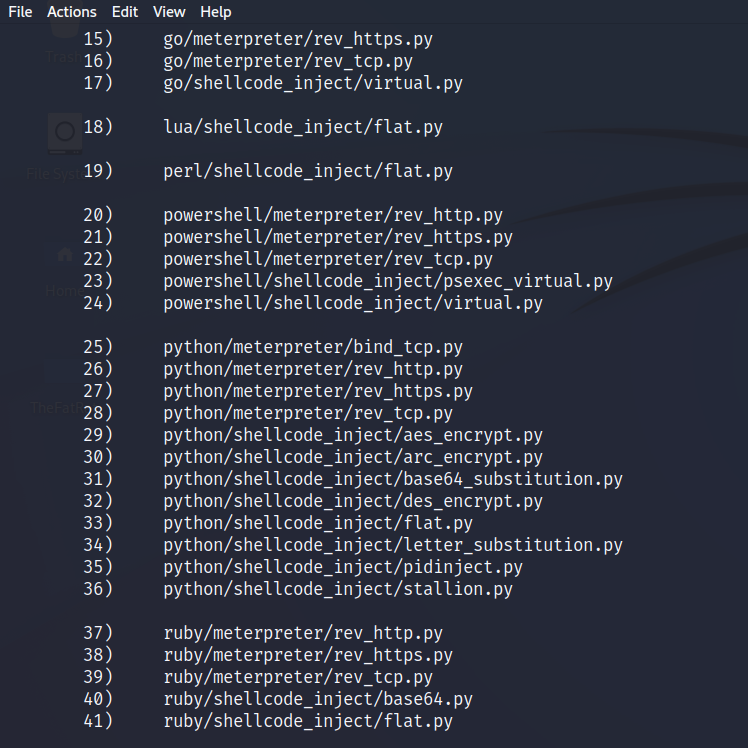 File Actions Edit View Help
15) go/meterpreter/rev_https.py
16) go/meterpreter/rev_tcp.py
17) go/shellcode_inject/virtual.py
18) lua/shellcode_inject/flat.py
19) perl/shellcode_inject/flat.py
20) powershell/meterpreter/rev_http.py
21) powershell/meterpreter/rev_https.py
22) powershell/meterpreter/rev_tcp.py
23) powershell/shellcode_inject/psexec_virtual.py
24) powershell/shellcode_inject/virtual.py
25) python/meterpreter/bind_tcp.py
26) python/meterpreter/rev_http.py
27) python/meterpreter/rev_https.py
28) python/meterpreter/rev_tcp.py
29) python/shellcode_inject/aes_encrypt.py
30) python/shellcode_inject/arc_encrypt.py
31) python/shellcode_inject/base64_substitution.py
32) python/shellcode_inject/des_encrypt.py
33) python/shellcode_inject/flat.py
34) python/shellcode_inject/letter_substitution.py
35) python/shellcode_inject/pidinject.py
36) python/shellcode_inject/stallion.py
37) ruby/meterpreter/rev_http.py
38) ruby/meterpreter/rev_https.py
39) ruby/meterpreter/rev_tcp.py
40) ruby/shellcode_inject/base64.py
41) ruby/shellcode_inject/flat.py
Trash
Home